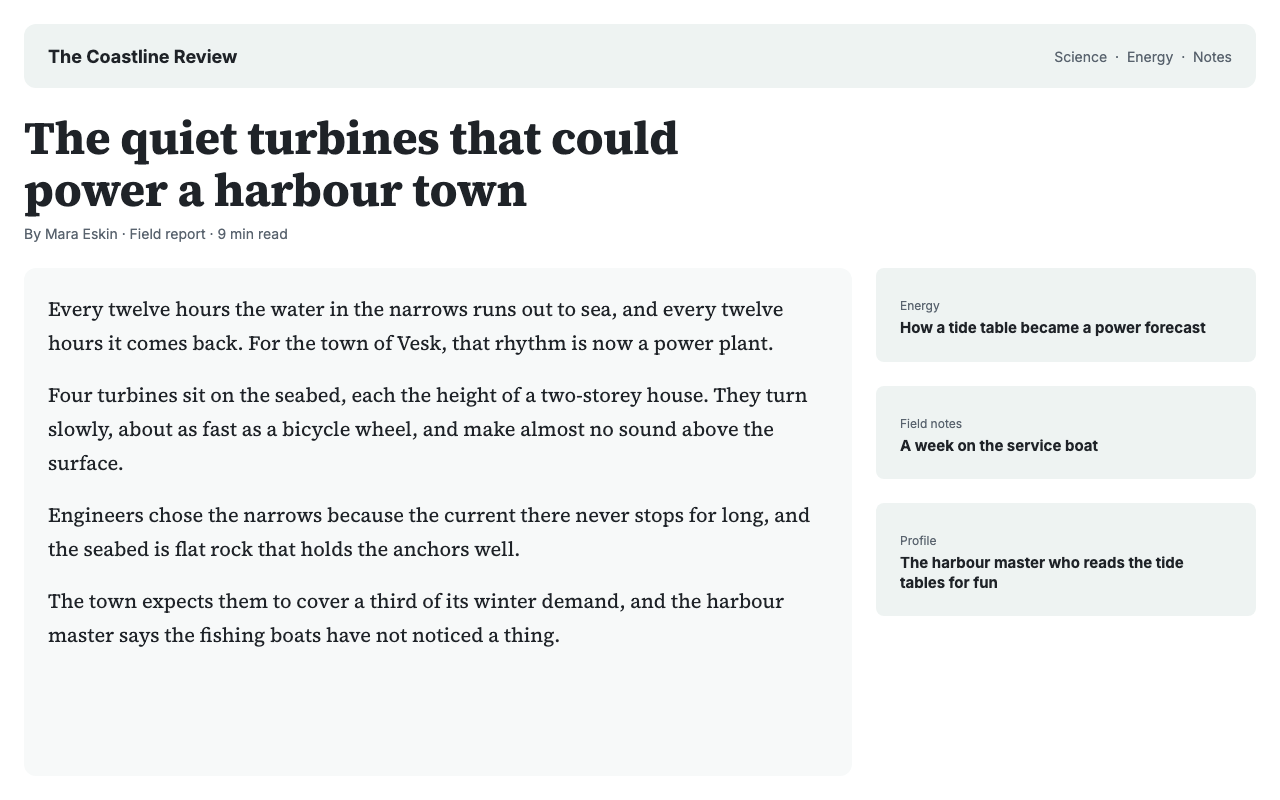 The Coastline Review
Science · Energy · Notes
The quiet turbines that could
power a harbour town
By Mara Eskin · Field report · 9 min read
Every twelve hours the water in the narrows runs out to sea, and every twelve
hours it comes back. For the town of Vesk, that rhythm is now a power plant.
Four turbines sit on the seabed, each the height of a two-storey house. They turn
slowly, about as fast as a bicycle wheel, and make almost no sound above the
surface.
Engineers chose the narrows because the current there never stops for long, and
the seabed is flat rock that holds the anchors well.
The town expects them to cover a third of its winter demand, and the harbour
master says the fishing boats have not noticed a thing.
Energy
How a tide table became a power forecast
Field notes
A week on the service boat
Profile
The harbour master who reads the tide
tables for fun